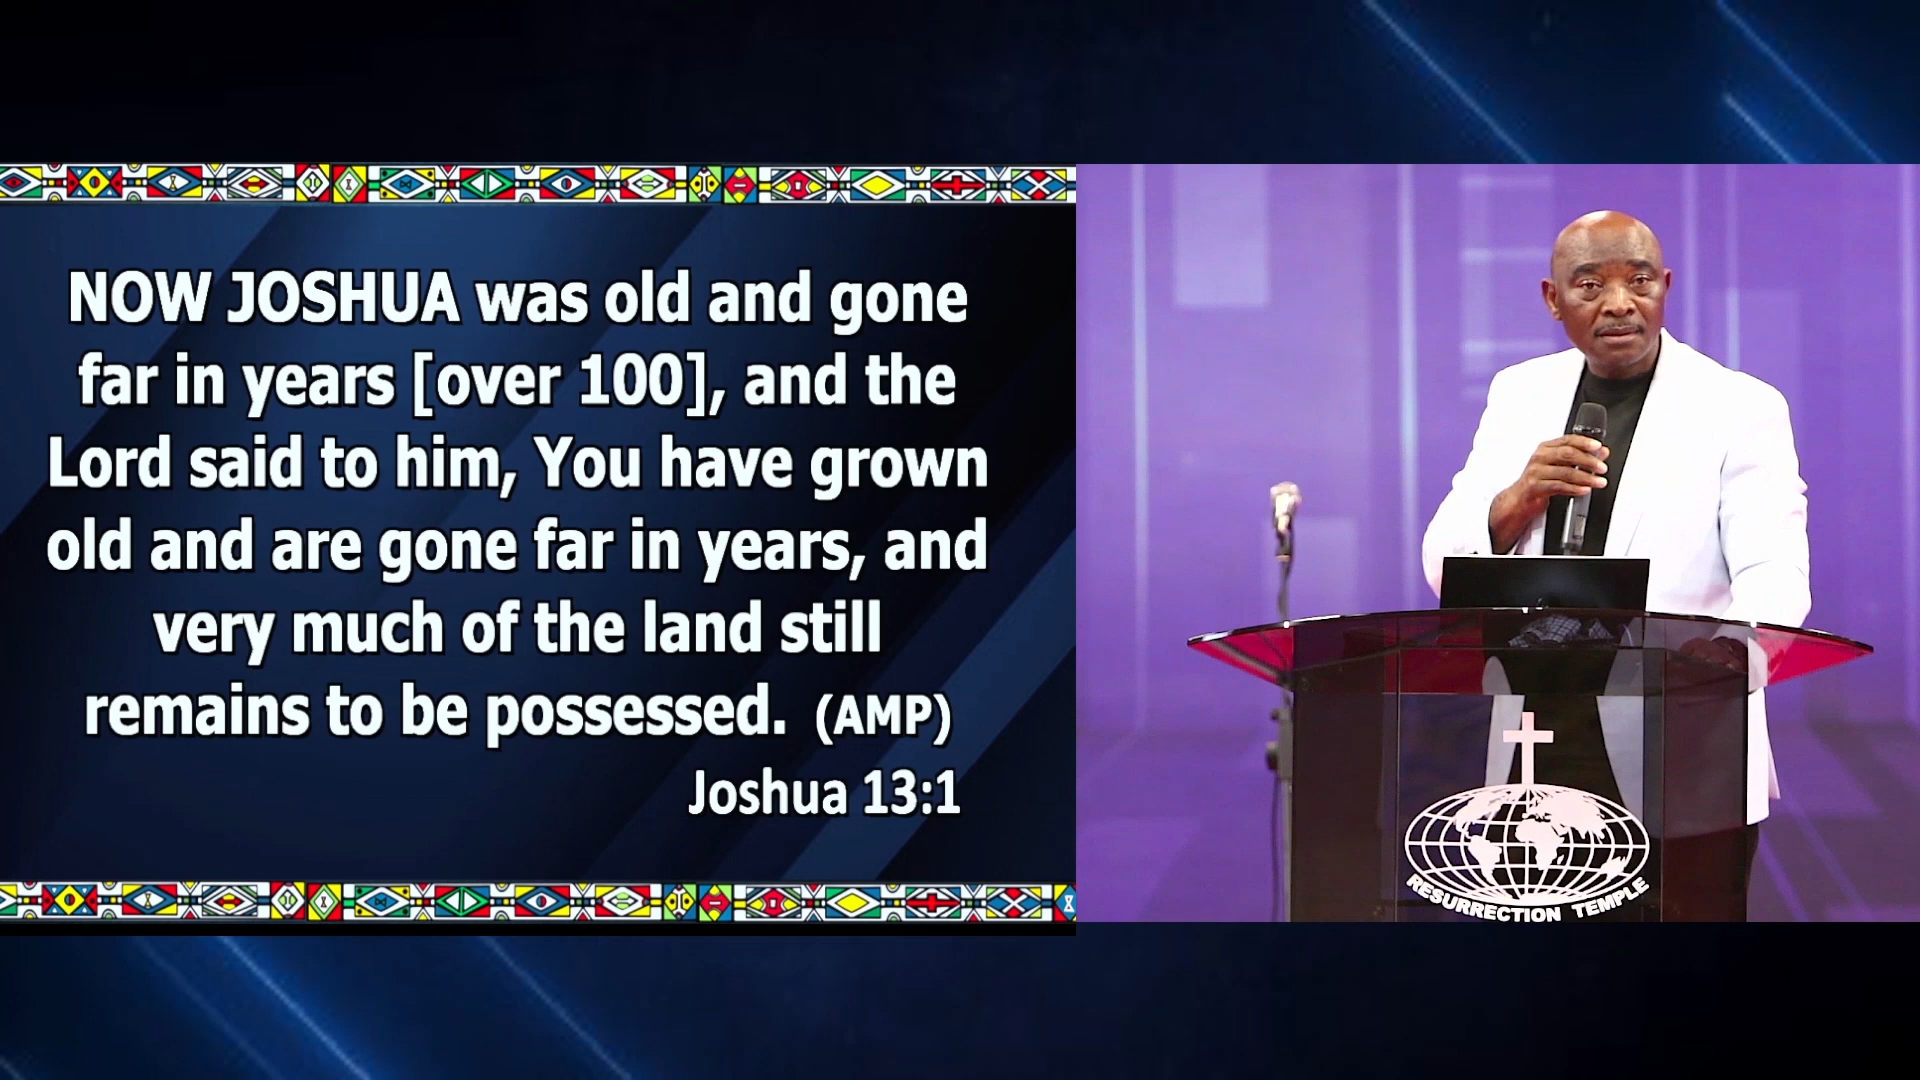 NOW JOSHUA was old and gone
far in years [over 100], and the
Lord said to him, You have grown
old and are gone far in years, and
very much of the land still
remains to be possessed. (AMP)
Joshua 13:1
RESURRECTION TEMPLE